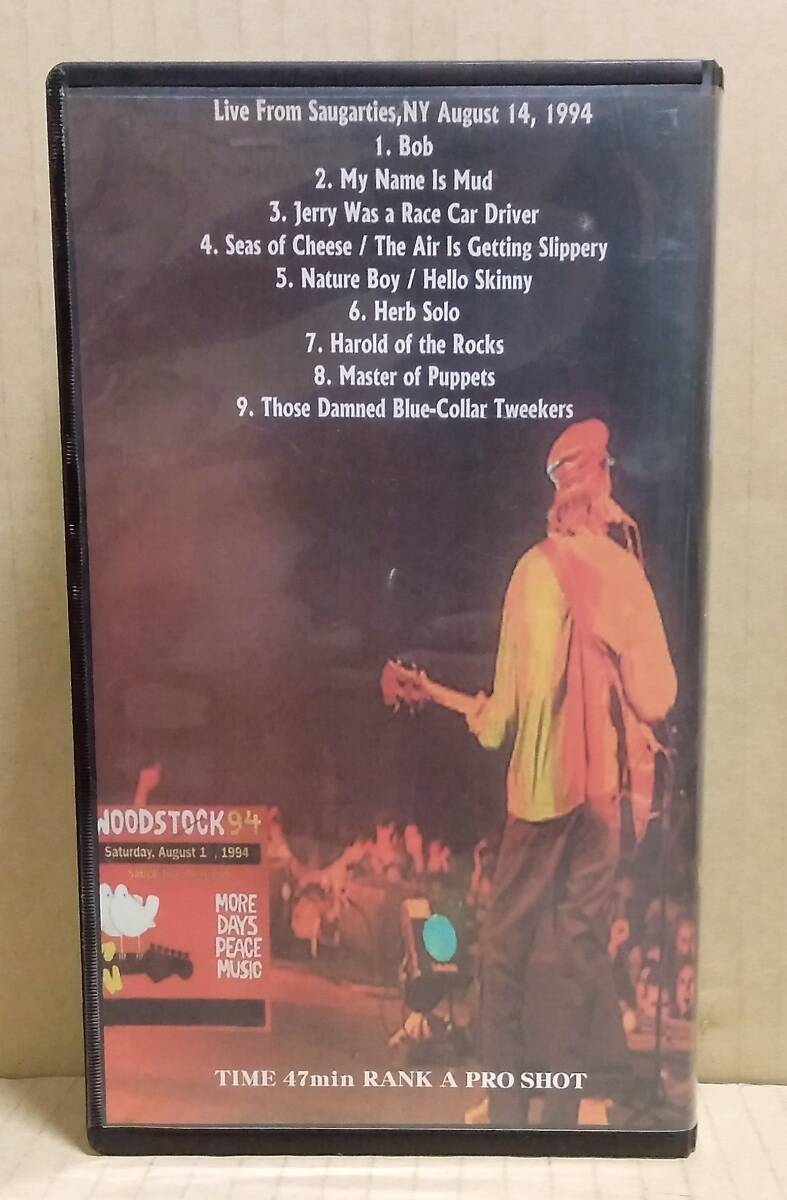 Live From Saugarties,NY August 14, 1994
1. Bob
2. My Name Is Mud
3. Jerry Was a Race Car Driver
4. Seas of Cheese / The Air Is Getting Slippery
5. Nature Boy / Hello Skinny
6. Herb Solo
7. Harold of the Rocks
8. Master of Puppets
9. Those Damned Blue-Collar Tweekers
WOODSTOCK 94
Saturday, August 1 , 1994
MORE
DAYS
PEACE
MUSIC
TIME 47min RANK A PRO SHOT